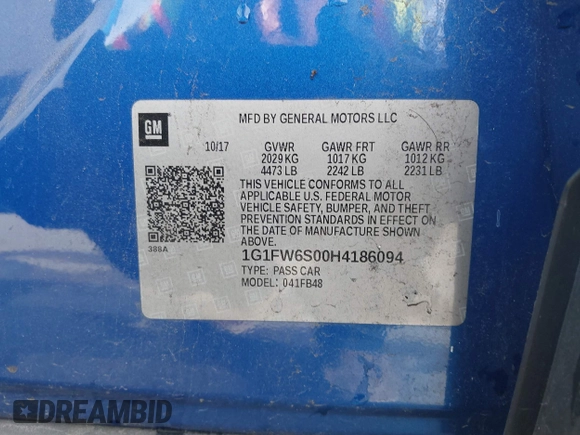 MFD BY GENERAL MOTORS LLC
GM
10/17 GVWR GAWR FRT GAWR RR
2029 KG 1017 KG 1012 KG
4473 LB 2242 LB 2231 LB
THIS VEHICLE CONFORMS TO ALL
APPLICABLE U.S. FEDERAL MOTOR
VEHICLE SAFETY, BUMPER, AND THEFT
PREVENTION STANDARDS IN EFFECT ON
THE DATE OF MANUFACTURE SHOWN
ABOVE.
388A
1G1FW6S00H4186094
TYPE: PASS CAR
MODEL: 041FB48
DREAMBID